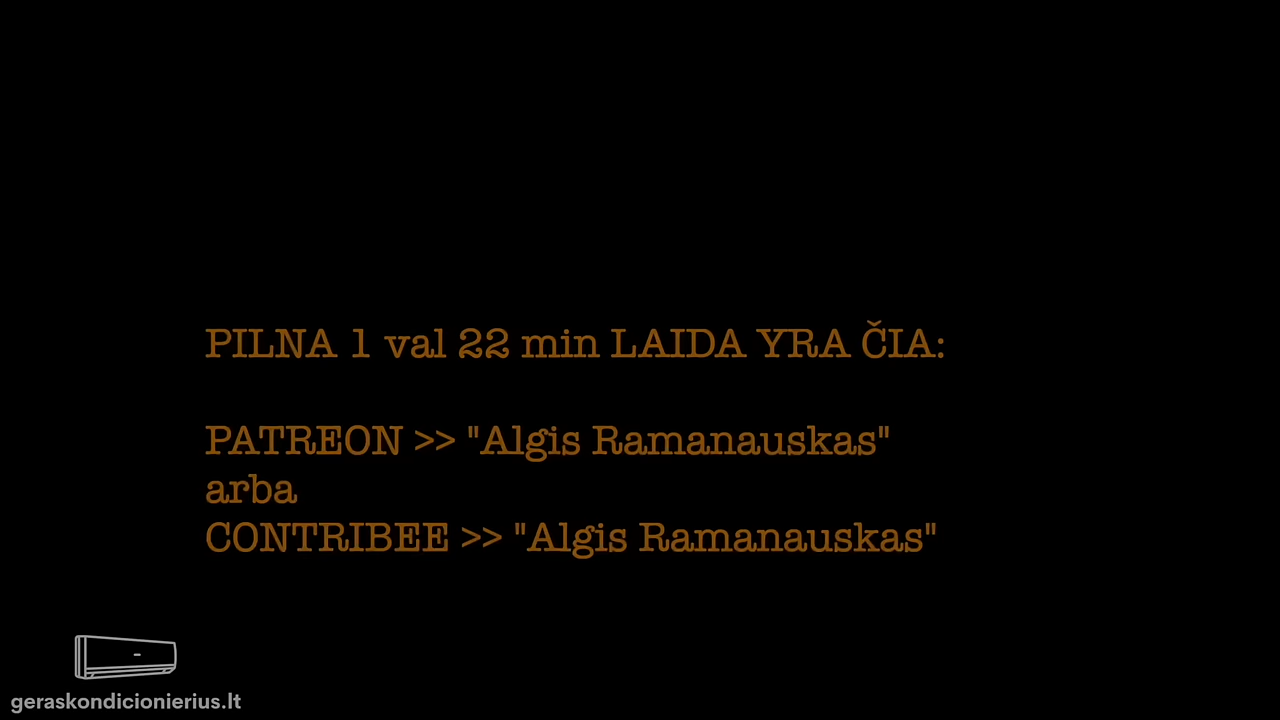 PILNA 1 val 22 min LAIDA YRA ČIA:
PATREON >> "Algis Ramanauskas"
arba
CONTRIBEE >> "Algis Ramanauskas"
geraskondicionierius.lt